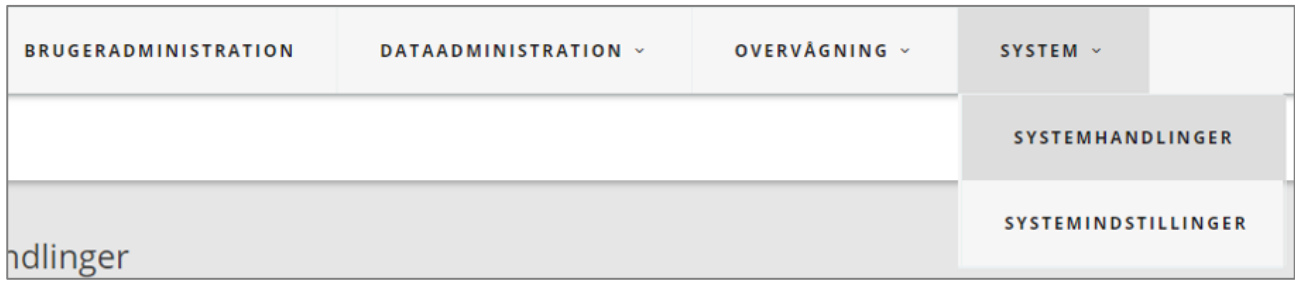 BRUGERADMINISTRATION DATAADMINISTRATION OVERVÅGNING SYSTEM
SYSTEMHANDLINGER
SYSTEMINDSTILLINGER
ndlinger